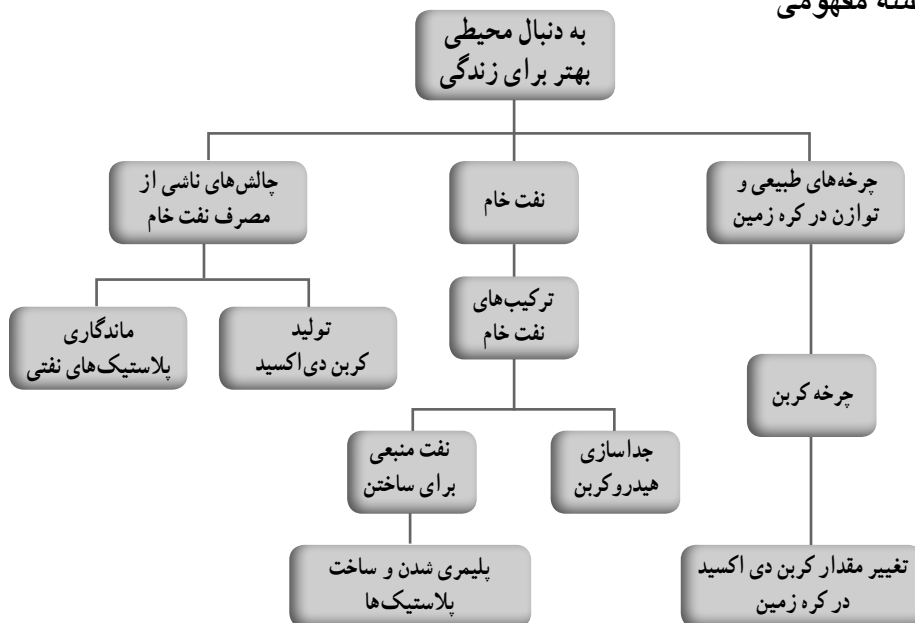 مفهومی
به دنبال محیطی
بهتر برای زندگی
چرخه‌های طبیعی و
توازن در کره زمین
نفت خام
چالش‌های ناشی از
مصرف نفت خام
ترکیب‌های
نفت خام
تولید
کربن دی‌اکسید
ماندگاری
پلاستیک‌های نفتی
چرخه کربن
جداسازی
هیدروکربن
نفت منبعی
برای ساختن
تغییر مقدار کربن دی اکسید
در کره زمین
پلیمری شدن و ساخت
پلاستیک‌ها